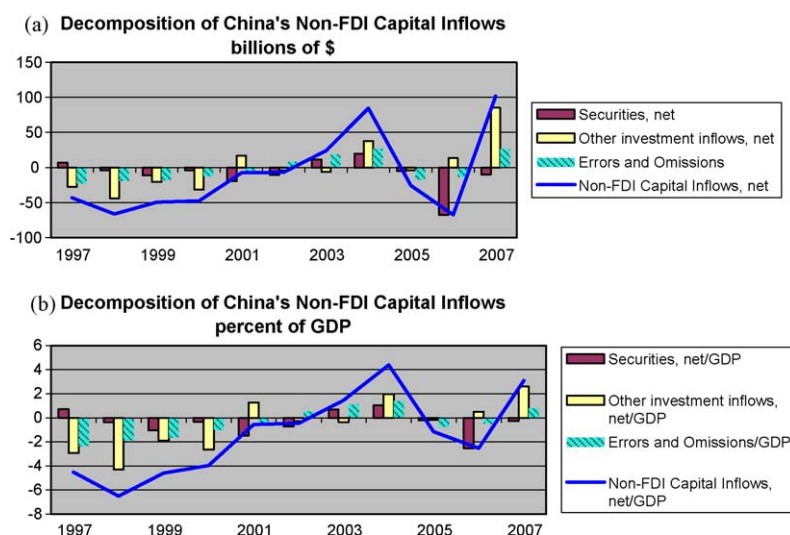 (a) Decomposition of China's Non-FDI Capital Inflows
billions of $
150
100
50
0
-50
-100
1997 1999 2001 2003 2005 2007
Securities, net
Other investment inflows, net
Errors and Omissions
Non-FDI Capital Inflows, net
(b) Decomposition of China's Non-FDI Capital Inflows
percent of GDP
6
4
2
0
-2
-4
-6
-8
1997 1999 2001 2003 2005 2007
Securities, net/GDP
Other investment inflows,
net/GDP
Errors and Omissions/GDP
Non-FDI Capital Inflows,
net/GDP